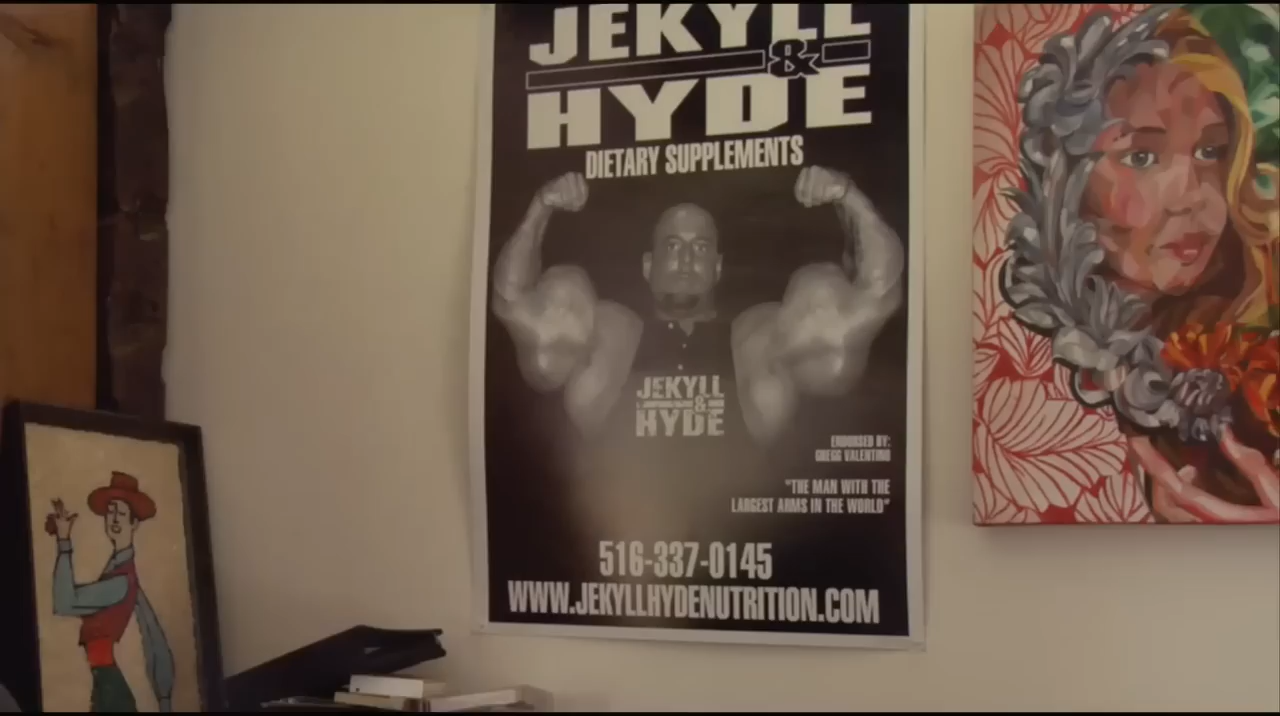 JEKYLL
&
HYDE
DIETARY SUPPLEMENTS
JEKYLL
&
HYDE
ENDORSED BY:
GREGG VALENTINO
"THE MAN WITH THE
LARGEST ARMS IN THE WORLD"
516-337-0145
WWW.JEKYLLHYDENUTRITION.COM